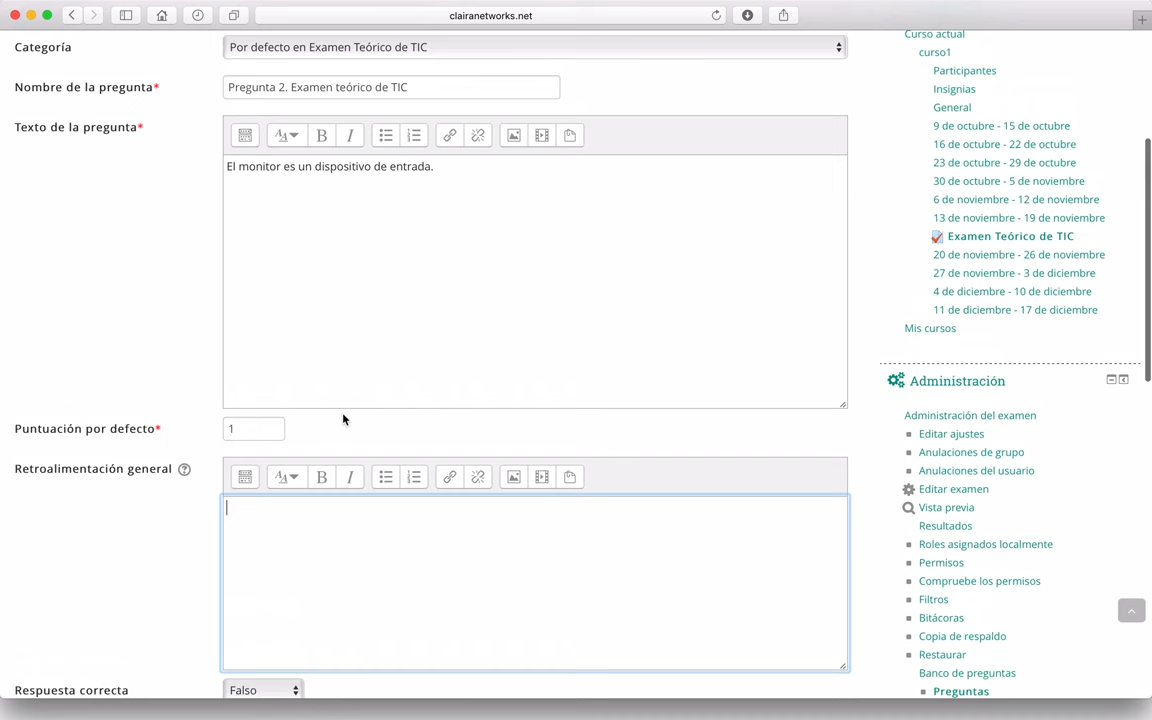 clairanetworks.net
Categoría
Por defecto en Examen Teórico de TIC
Nombre de la pregunta*
Pregunta 2. Examen teórico de TIC
Texto de la pregunta*
El monitor es un dispositivo de entrada.
Puntuación por defecto*
1
Retroalimentación general
Respuesta correcta
Falso
Curso actual
curso1
Participantes
Insignias
General
9 de octubre - 15 de octubre
16 de octubre - 22 de octubre
23 de octubre - 29 de octubre
30 de octubre - 5 de noviembre
6 de noviembre - 12 de noviembre
13 de noviembre - 19 de noviembre
Examen Teórico de TIC
20 de noviembre - 26 de noviembre
27 de noviembre - 3 de diciembre
4 de diciembre - 10 de diciembre
11 de diciembre - 17 de diciembre
Mis cursos
Administración
Administración del examen
Editar ajustes
Anulaciones de grupo
Anulaciones del usuario
Editar examen
Vista previa
Resultados
Roles asignados localmente
Permisos
Compruebe los permisos
Filtros
Bitácoras
Copia de respaldo
Restaurar
Banco de preguntas
Preguntas